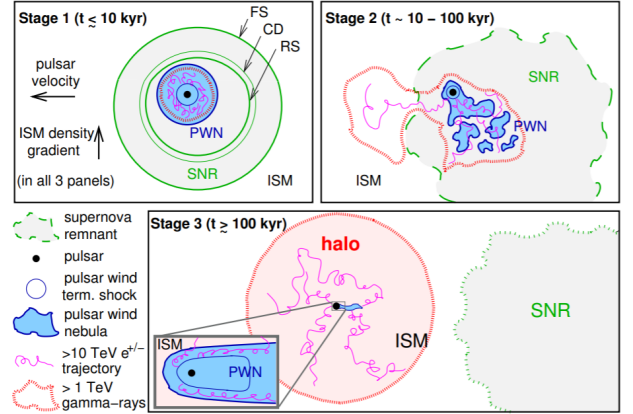 Stage 1 (t ≲ 10 kyr)
FS
CD
RS
pulsar
velocity
ISM density
gradient
(in all 3 panels)
PWN
SNR
ISM
Stage 2 (t ~ 10 – 100 kyr)
SNR
PWN
ISM
supernova
remnant
pulsar
pulsar wind
term. shock
pulsar wind
nebula
>10 TeV e+/−
trajectory
> 1 TeV
gamma-rays
Stage 3 (t ≳ 100 kyr)
halo
ISM
SNR
ISM
PWN